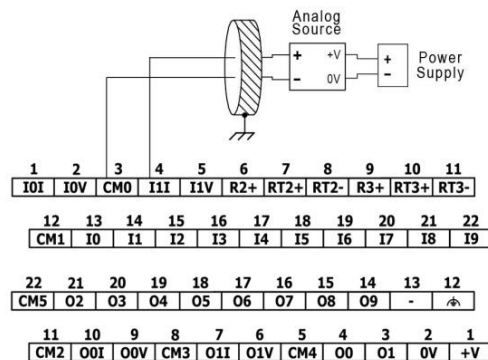 Analog
Source
+ +V +
- 0V -
Power
Supply
1 2 3 4 5 6 7 8 9 10 11
I0I I0V CM0 I1I I1V R2+ RT2+ RT2- R3+ RT3+ RT3-
12 13 14 15 16 17 18 19 20 21 22
CM1 I0 I1 I2 I3 I4 I5 I6 I7 I8 I9
22 21 20 19 18 17 16 15 14 13 12
CM5 O2 O3 O4 O5 O6 O7 O8 O9 -
11 10 9 8 7 6 5 4 3 2 1
CM2 O0I O0V CM3 O1I O1V CM4 O0 O1 0V +V